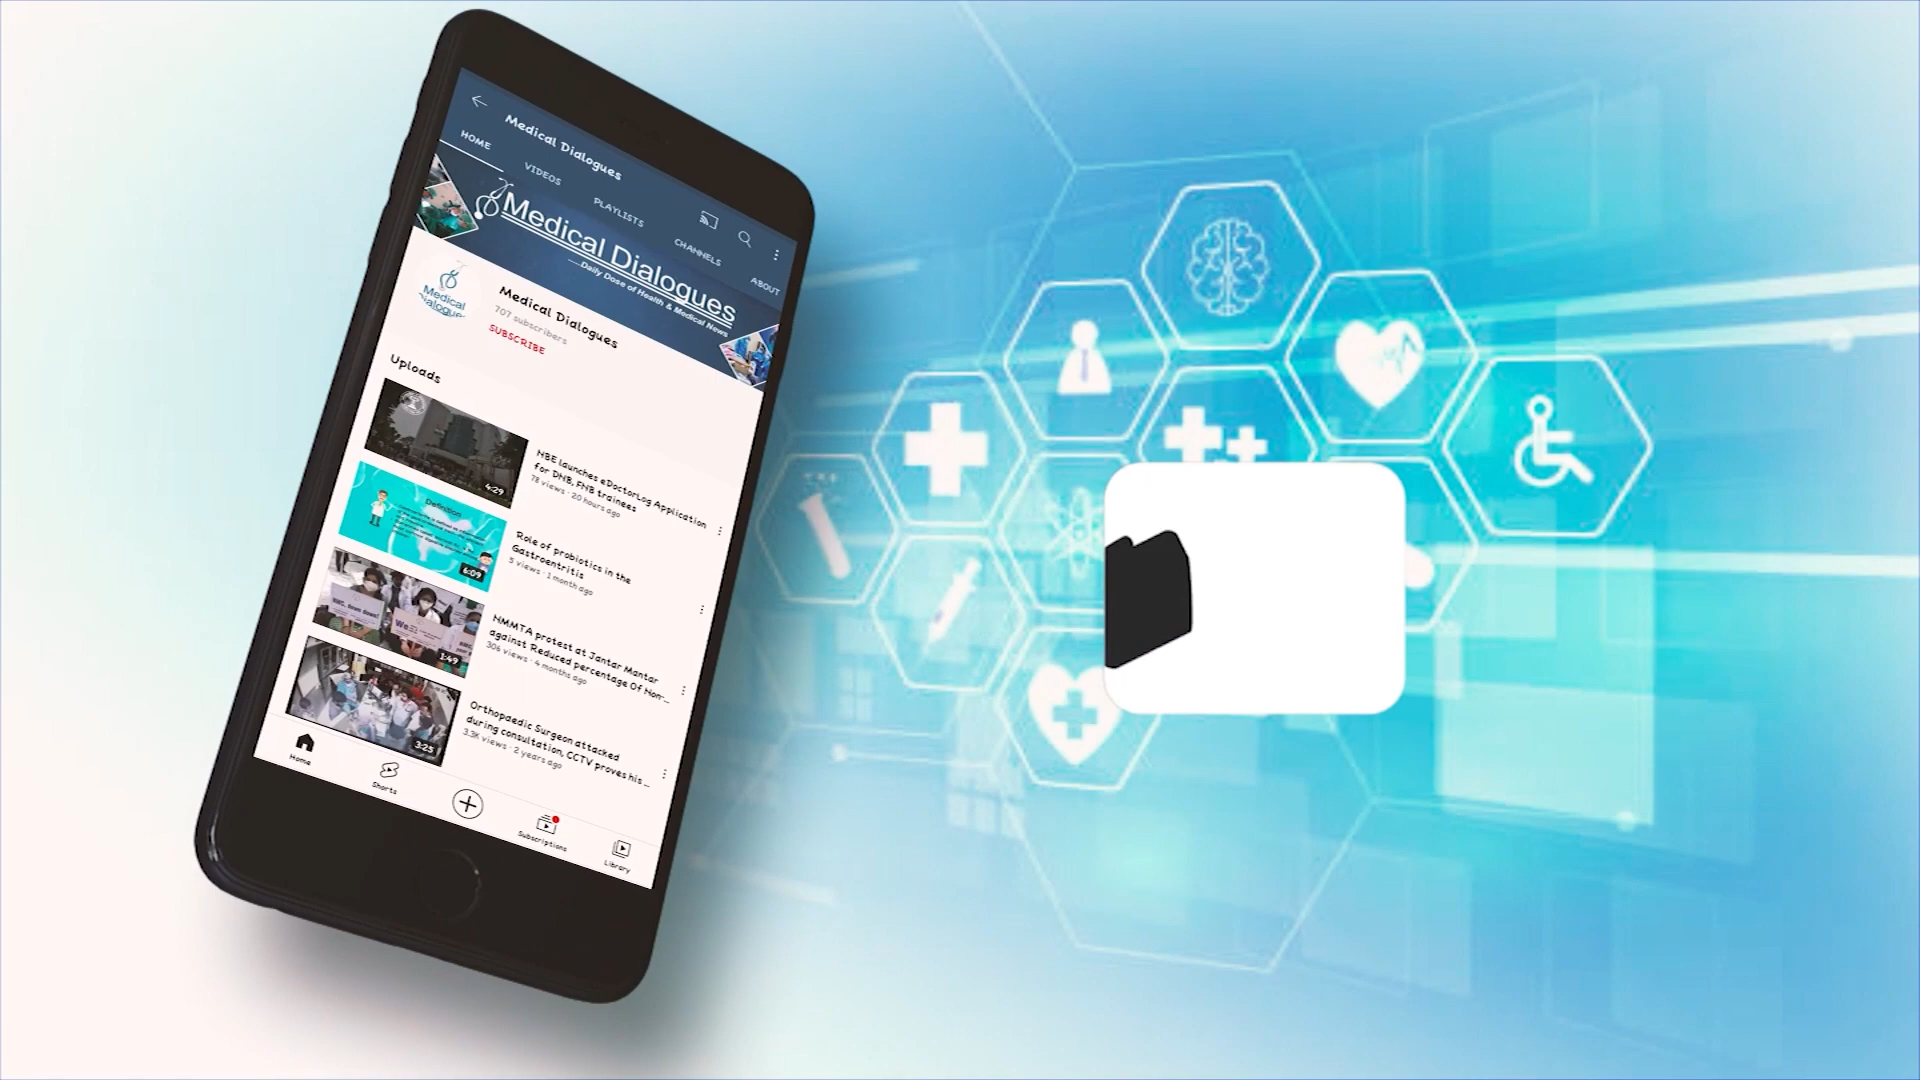 Medical Dialogues
HOME
VIDEOS
PLAYLISTS
CHANNELS
ABOUT
Medical Dialogues
Daily Dose of Health & Medical News
Medical
Dialogues
Medical Dialogues
707 subscribers
SUBSCRIBE
Uploads
4:29
NBE launches eDoctorLog Application
for DNB, FNB trainees
78 views · 20 hours ago
Definition
6:09
Role of probiotics in the
Gastroentritis
5 views · 1 month ago
1:49
NMMTA protest at Jantar Mantar
against 'Reduced percentage Of Non-...
306 views · 4 months ago
3:25
Orthopaedic Surgeon attacked
during consultation, CCTV proves his ...
3.3K views · 2 years ago
Home
Shorts
Subscriptions
Library